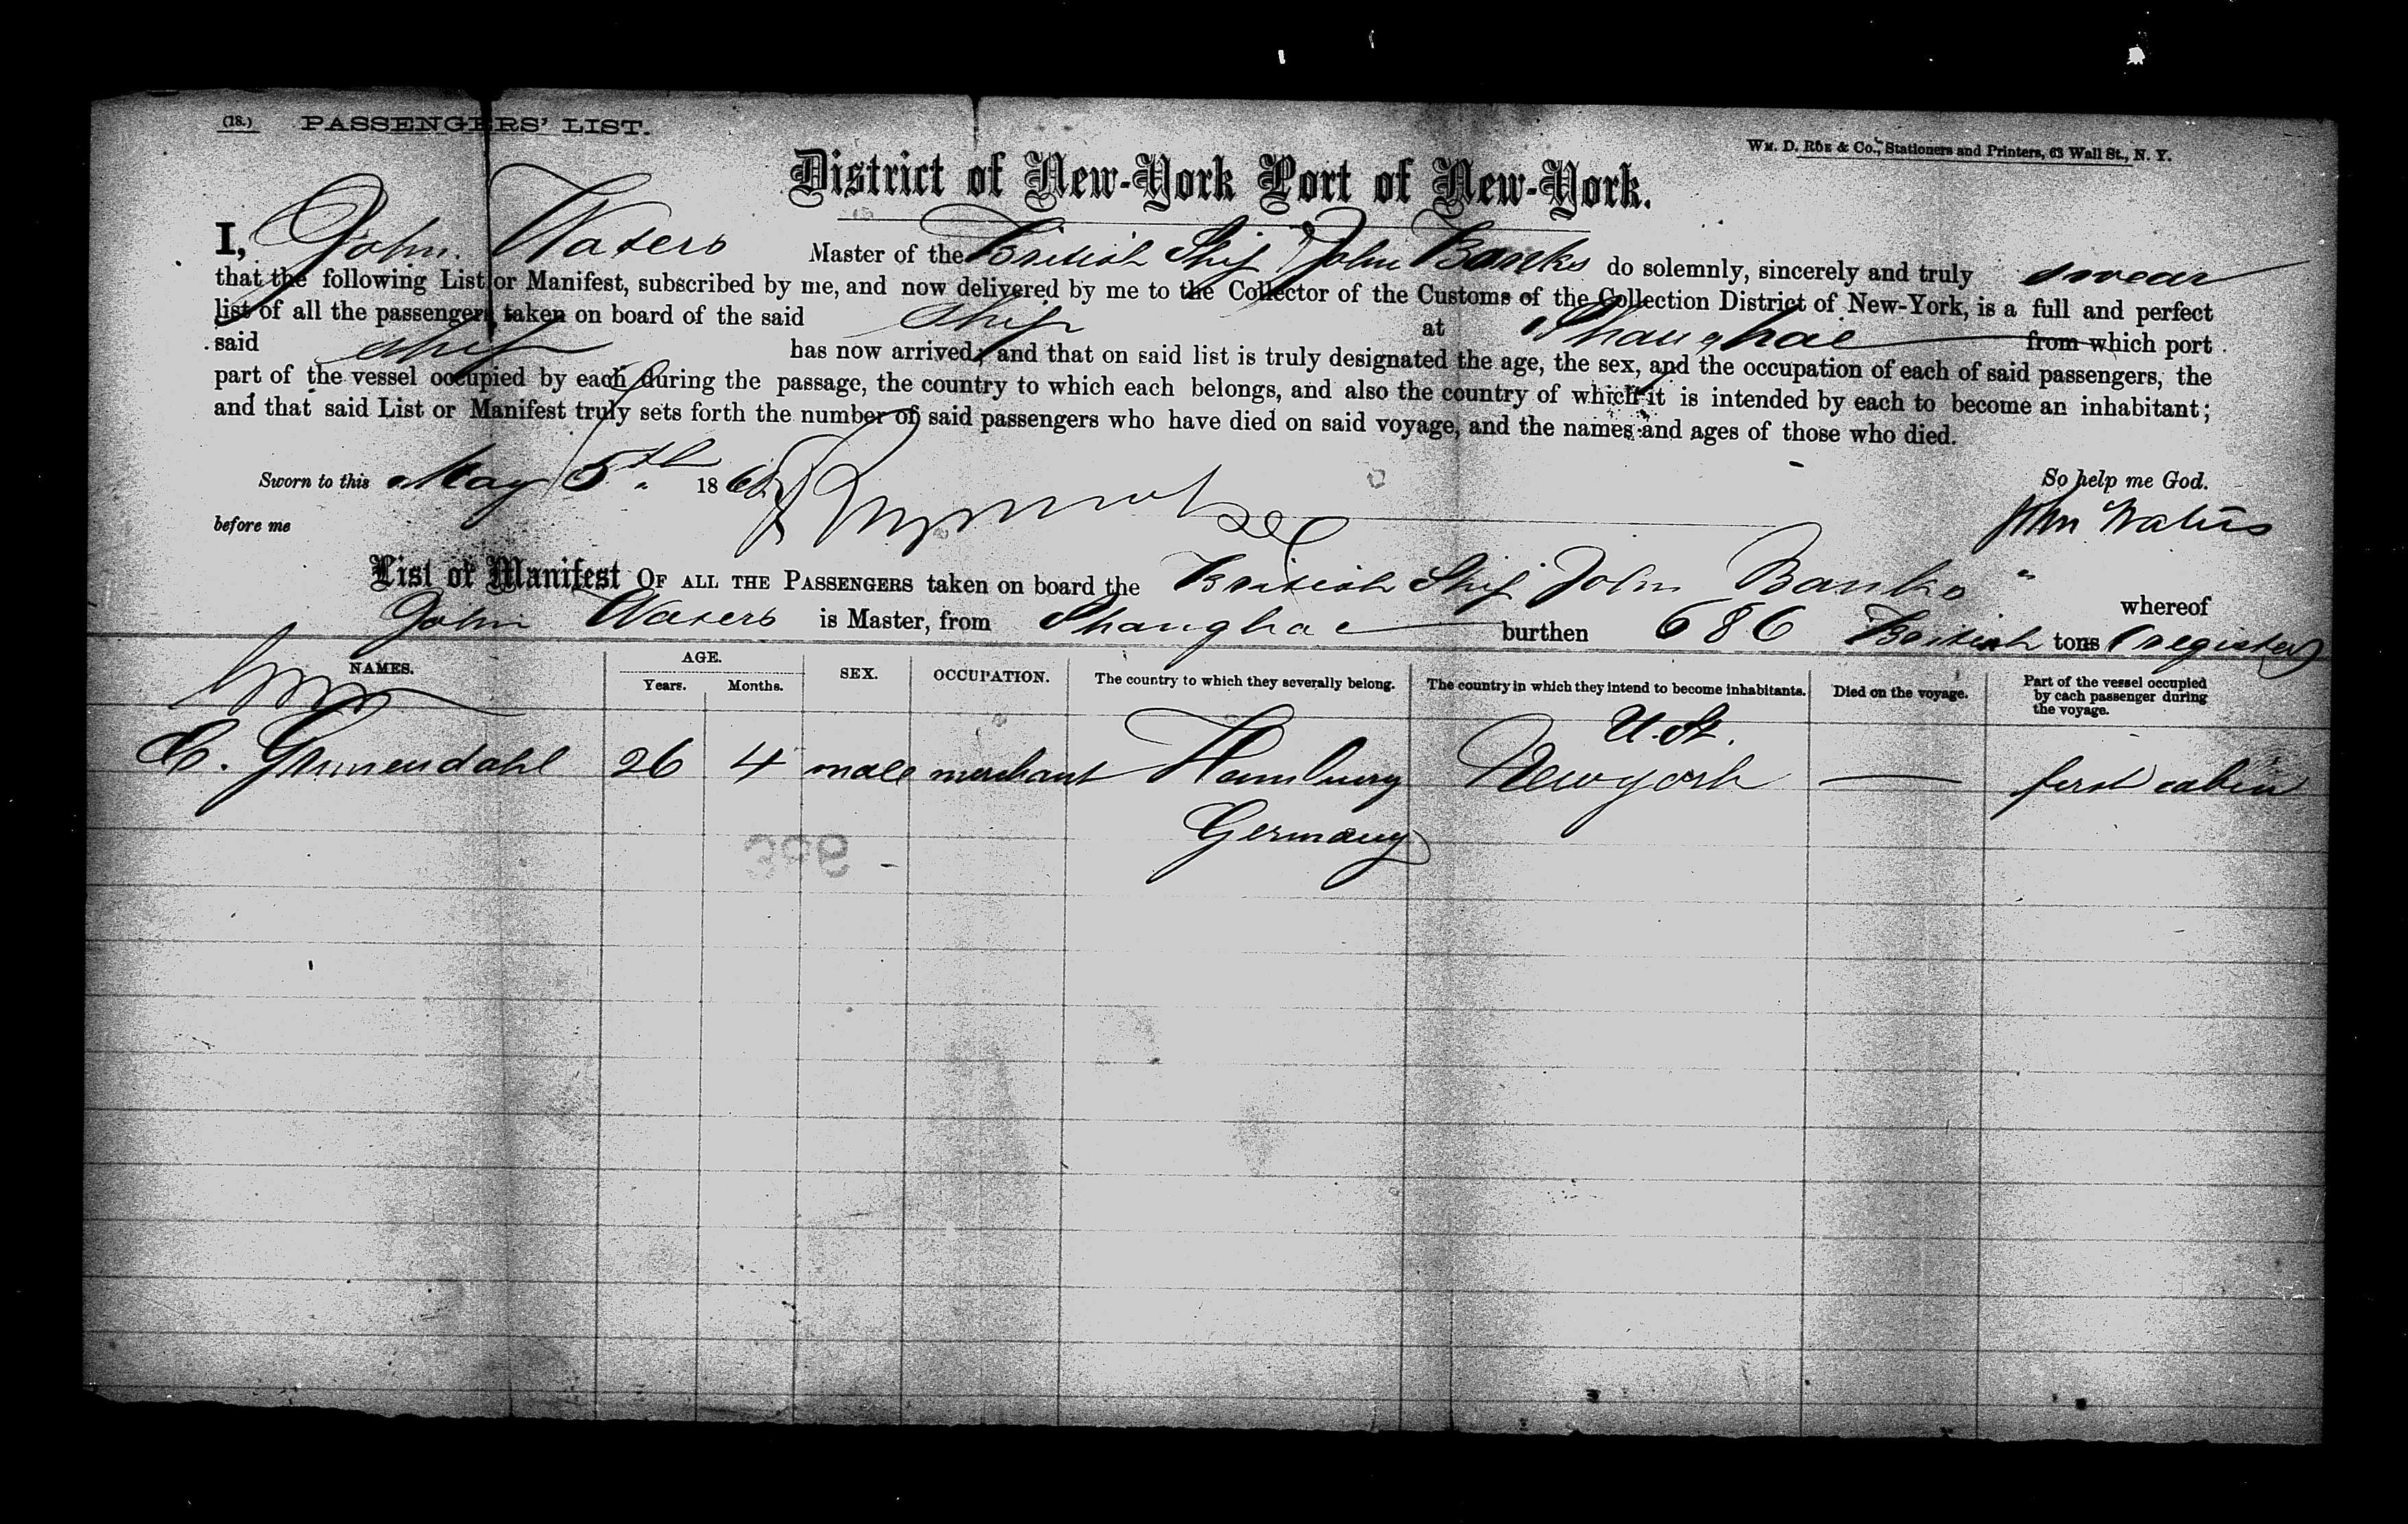 (18.) PASSENGERS' LIST.
Wm. D. Roe & Co., Stationers and Printers, 63 Wall St., N. Y.
District of New-York Port of New-York.
I, John Waters Master of the British Ship John Banks do solemnly, sincerely and truly swear
that the following List or Manifest, subscribed by me, and now delivered by me to the Collector of the Customs of the Collection District of New-York, is a full and perfect
list of all the passengers taken on board of the said ship at Shanghae from which port
said ship has now arrived; and that on said list is truly designated the age, the sex, and the occupation of each of said passengers, the
part of the vessel occupied by each during the passage, the country to which each belongs, and also the country of which it is intended by each to become an inhabitant;
and that said List or Manifest truly sets forth the number of said passengers who have died on said voyage, and the names and ages of those who died.
Sworn to this May 5th 186
So help me God.
before me
John Waters
List or Manifest OF ALL THE PASSENGERS taken on board the British Ship John Banks" whereof
John Waters is Master, from Shanghae burthen 686 British tons (register)
NAMES. AGE. Years. Months. SEX. OCCUPATION. The country to which they severally belong. The country in which they intend to become inhabitants. Died on the voyage. Part of the vessel occupied by each passenger during the voyage.
U. St.
C. Grunendahl 26 4 male merchant Hamburg New york — first cabin
Germany